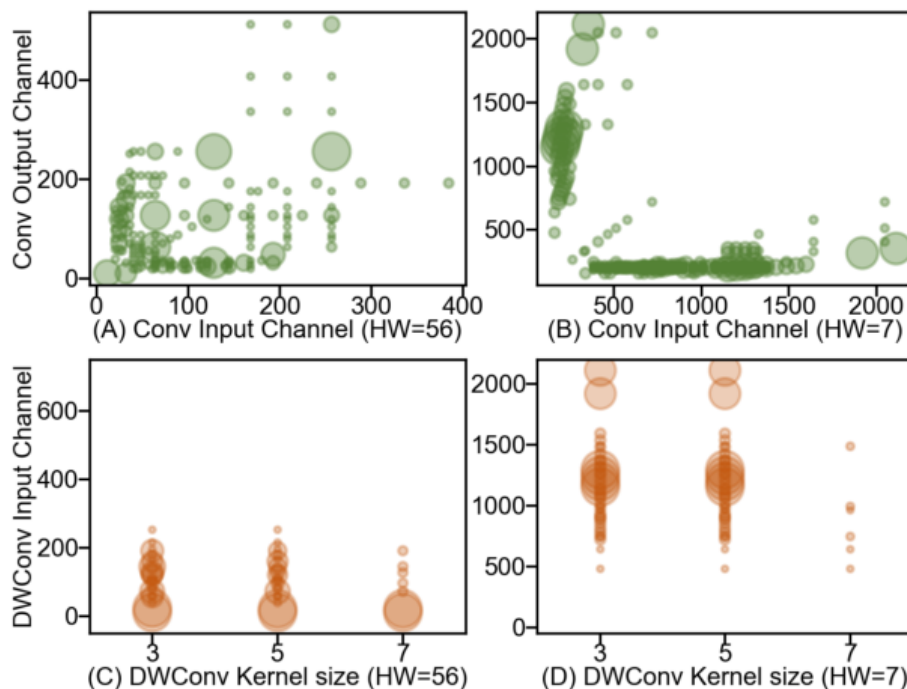 Conv Output Channel
400
200
0
0 100 200 300 400
(A) Conv Input Channel (HW=56)
2000
1500
1000
500
500 1000 1500 2000
(B) Conv Input Channel (HW=7)
DWConv Input Channel
600
400
200
0
3 5 7
(C) DWConv Kernel size (HW=56)
2000
1500
1000
500
0
3 5 7
(D) DWConv Kernel size (HW=7)